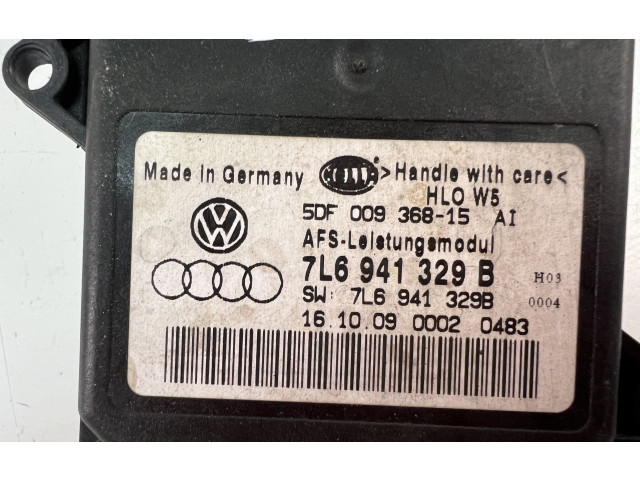 Made in Germany HELLA >Handle with care<
HLO W5
5DF 009 368-15 AI
AFS-Leistungsmodul
7L6 941 329 B H03
SW: 7L6 941 329B 0004
16.10.09 0002 0483